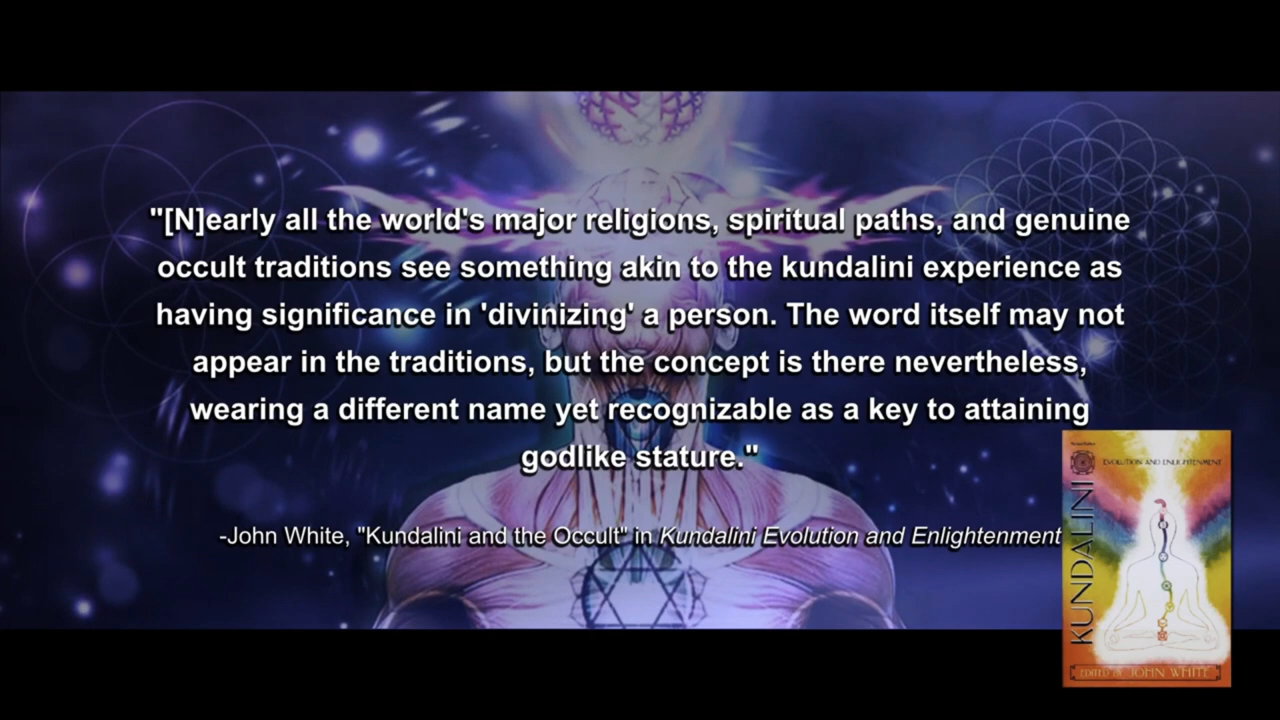 "[N]early all the world's major religions, spiritual paths, and genuine
occult traditions see something akin to the kundalini experience as
having significance in 'divinizing' a person. The word itself may not
appear in the traditions, but the concept is there nevertheless,
wearing a different name yet recognizable as a key to attaining
godlike stature."
-John White, "Kundalini and the Occult" in Kundalini Evolution and Enlightenment
EVOLUTION AND ENLIGHTENMENT
KUNDALINI
EDITED BY JOHN WHITE